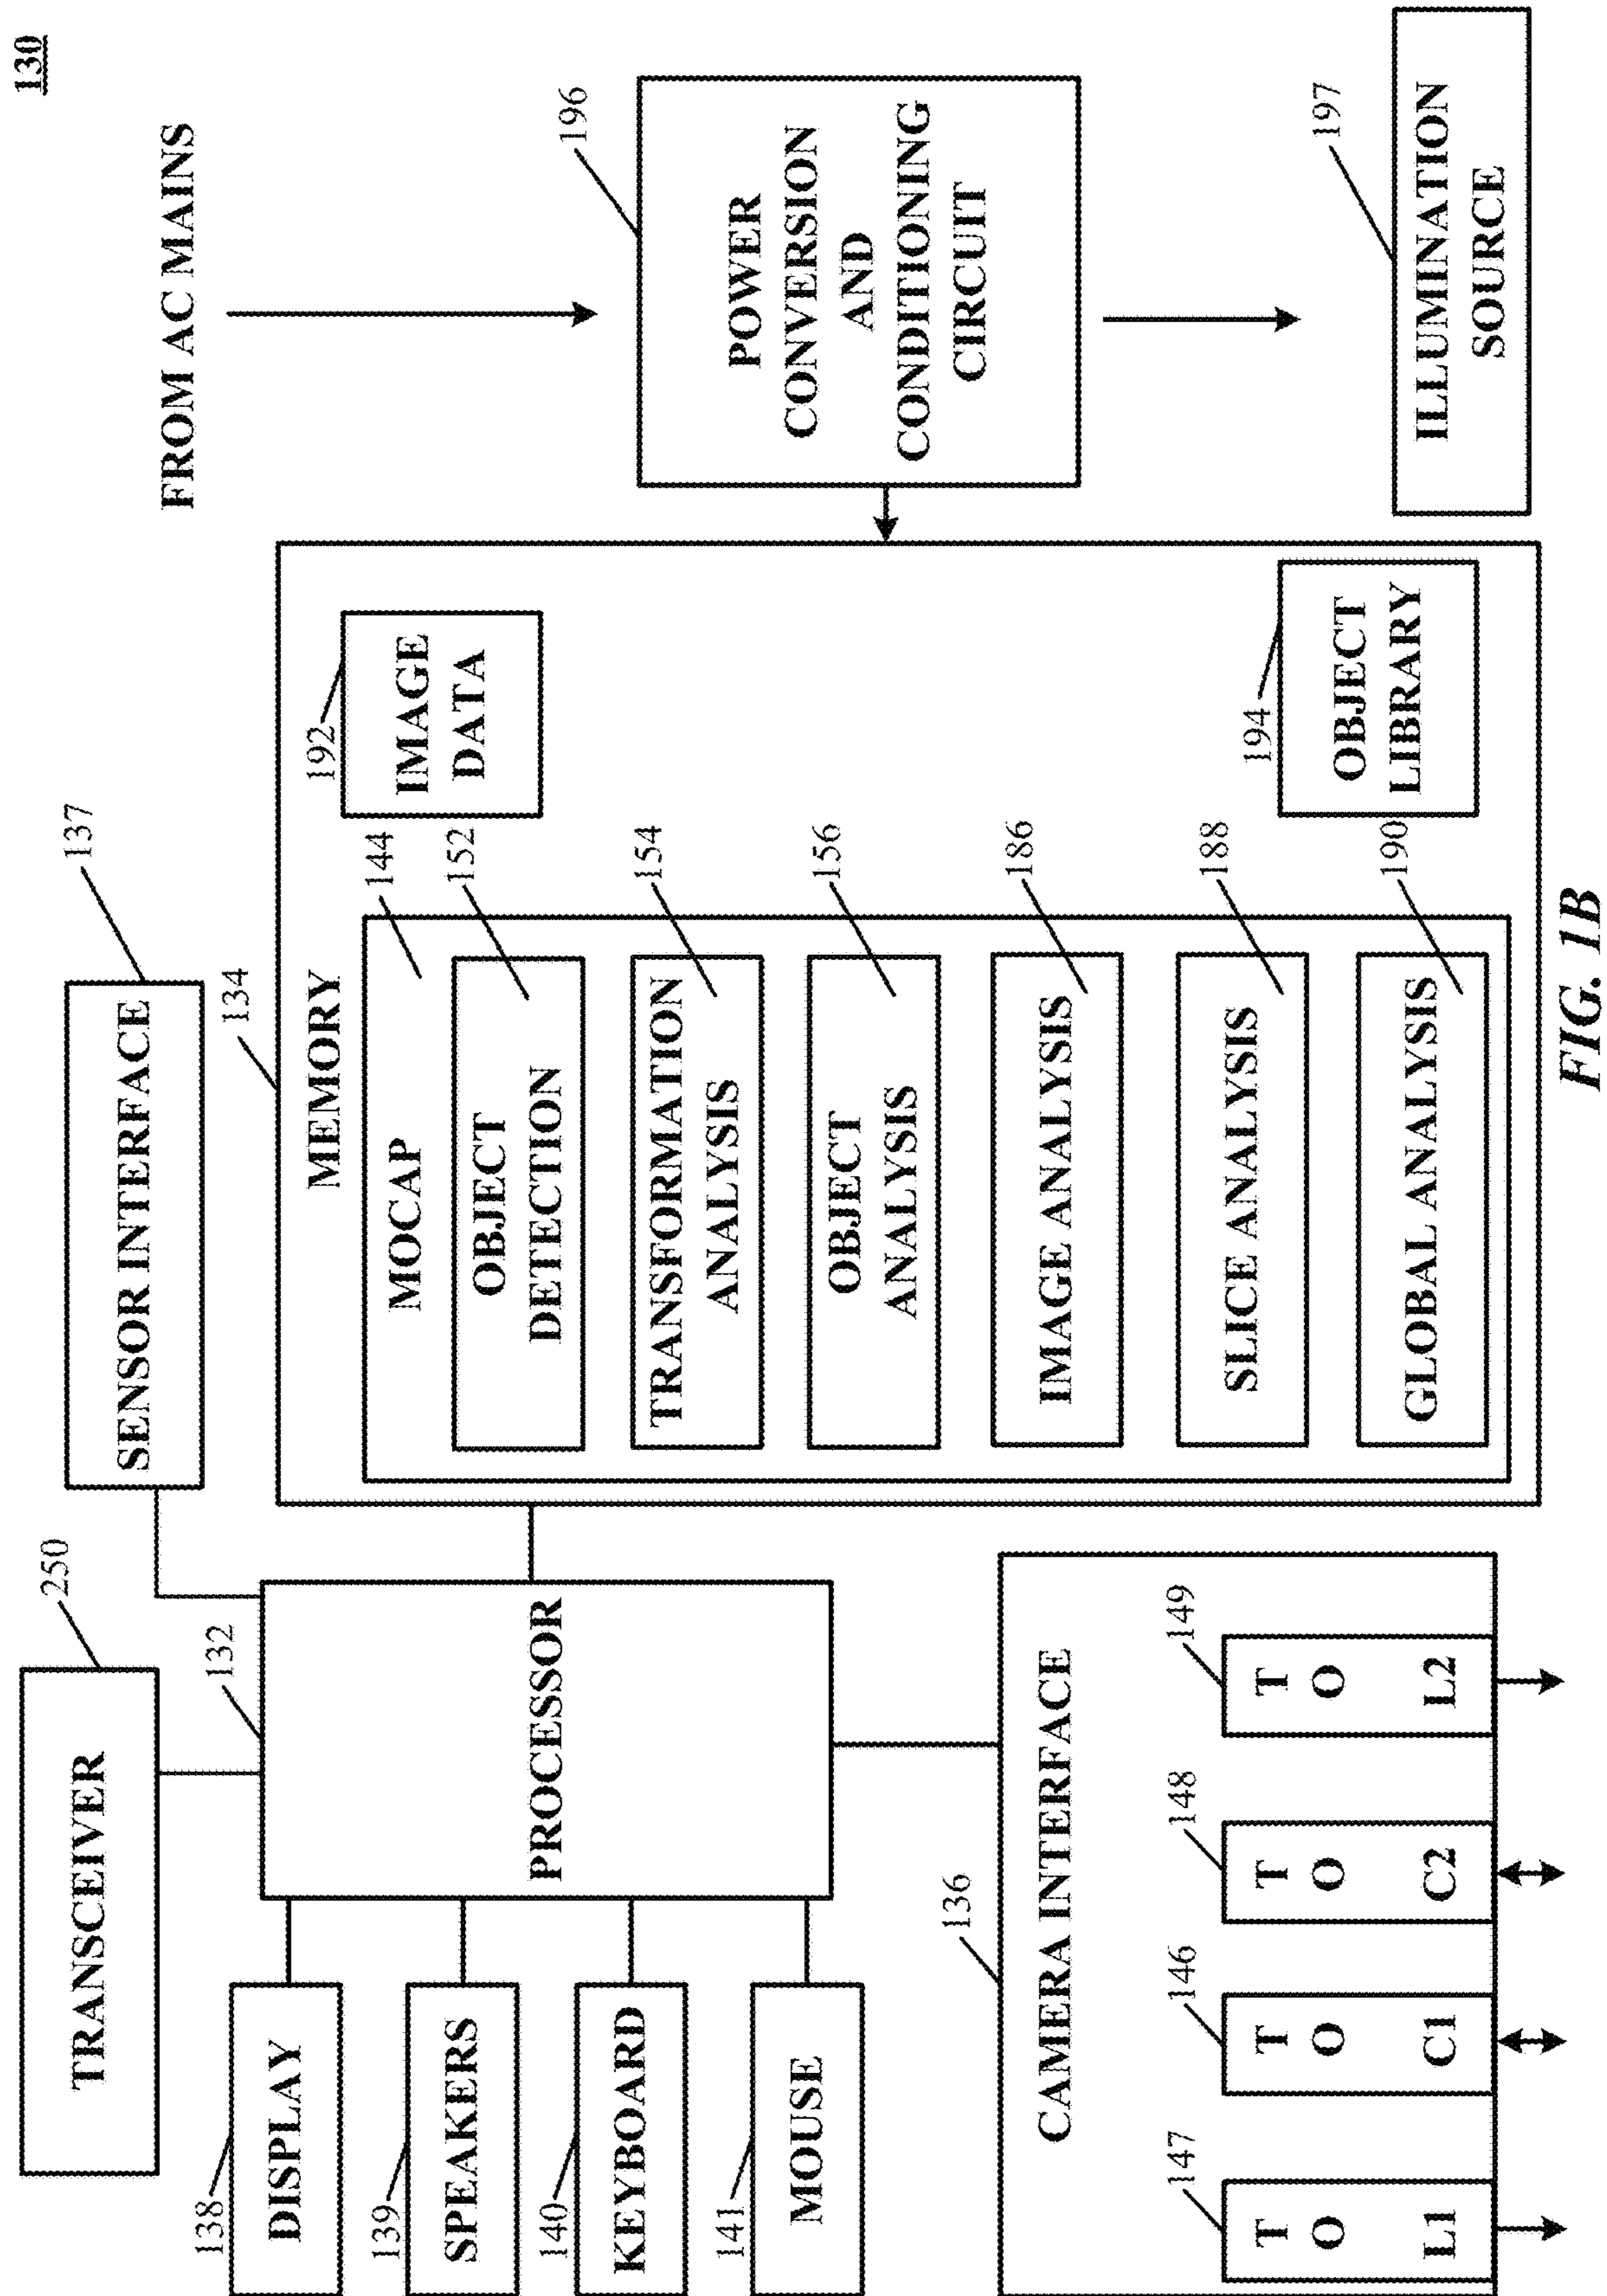 130
TRANSCEIVER
250
SENSOR INTERFACE
137
FROM AC MAINS
138
DISPLAY
139
SPEAKERS
140
KEYBOARD
141
MOUSE
132
PROCESSOR
134
MEMORY
MOCAP
144
OBJECT
DETECTION
152
TRANSFORMATION
ANALYSIS
154
OBJECT
ANALYSIS
156
IMAGE ANALYSIS
186
SLICE ANALYSIS
188
GLOBAL ANALYSIS
190
192
IMAGE
DATA
194
OBJECT
LIBRARY
196
POWER
CONVERSION
AND
CONDITIONING
CIRCUIT
197
ILLUMINATION
SOURCE
136
CAMERA INTERFACE
147
T
O
L1
146
T
O
C1
148
T
O
C2
149
T
O
L2
FIG. 1B